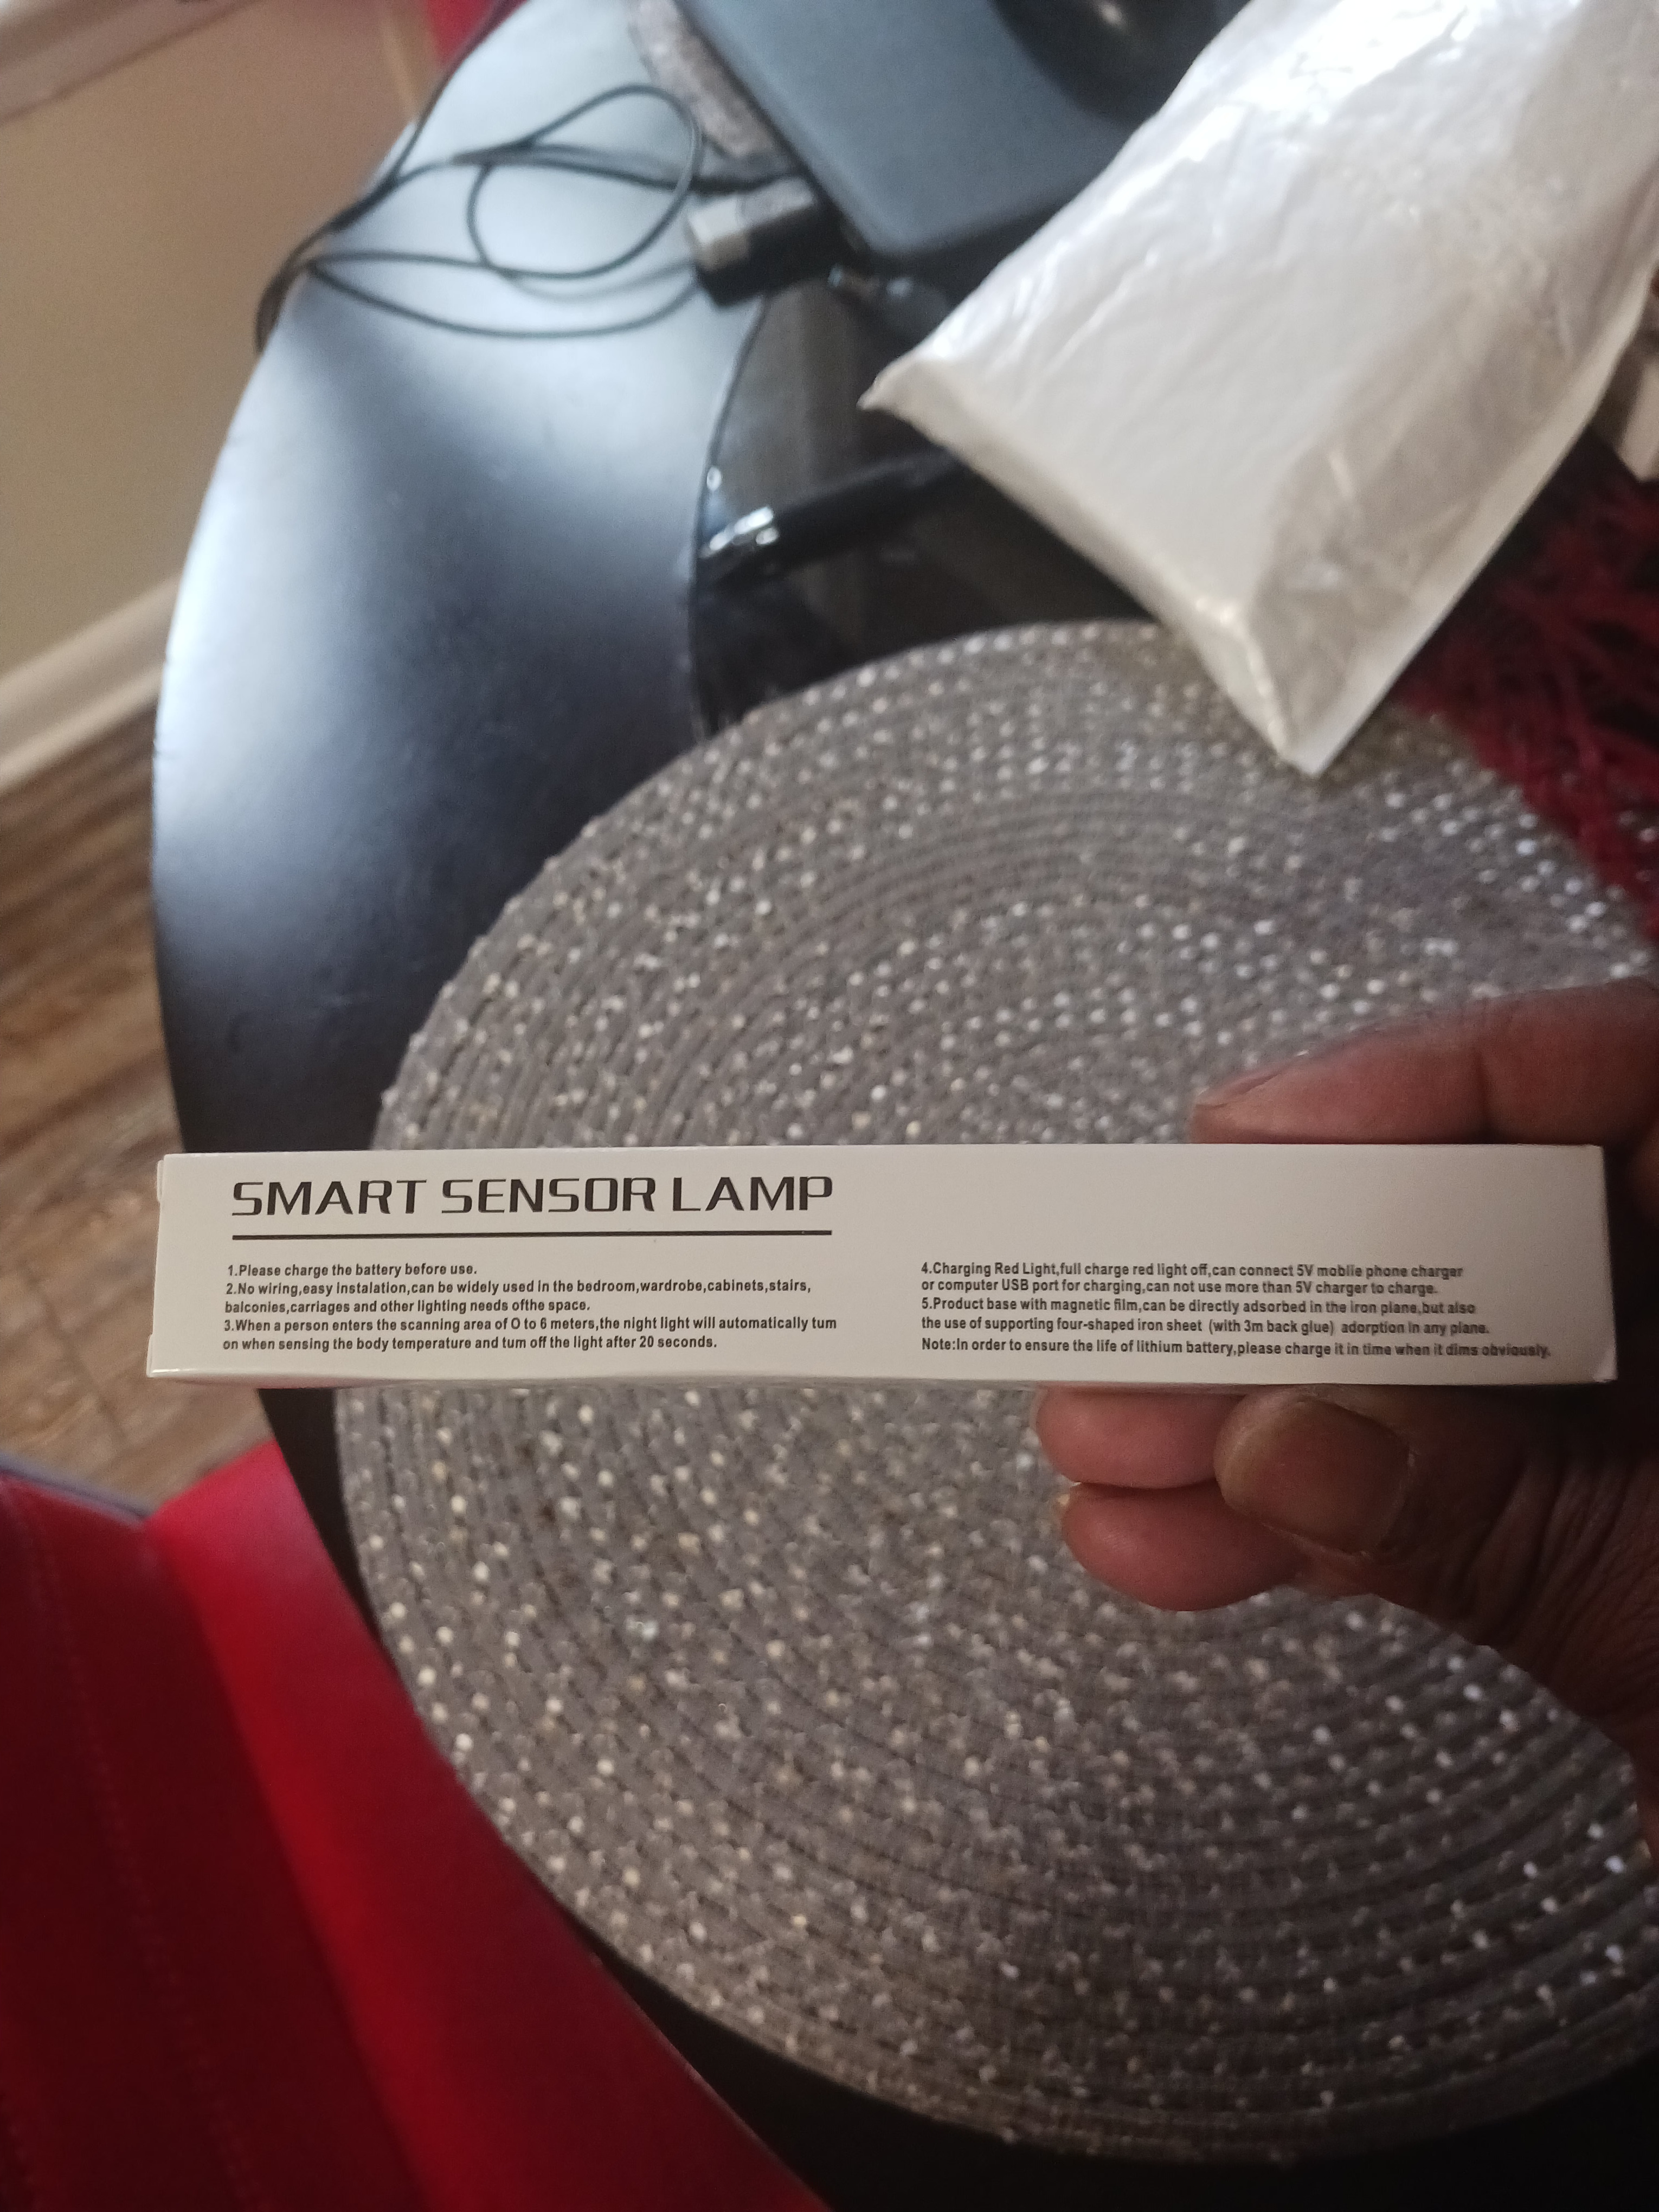 SMART SENSOR LAMP
1.Please charge the battery before use.
2.No wiring,easy instalation,can be widely used in the bedroom,wardrobe,cabinets,stairs,
balconies,carriages and other lighting needs ofthe space.
3.When a person enters the scanning area of O to 6 meters,the night light will automatically tum
on when sensing the body temperature and tum off the light after 20 seconds.
4.Charging Red Light,full charge red light off,can connect 5V moblie phone charger
or computer USB port for charging,can not use more than 5V charger to charge.
5.Product base with magnetic film,can be directly adsorbed in the iron plane,but also
the use of supporting four-shaped iron sheet (with 3m back glue) adorption in any plane.
Note:In order to ensure the life of lithium battery,please charge it in time when it dims obviously.